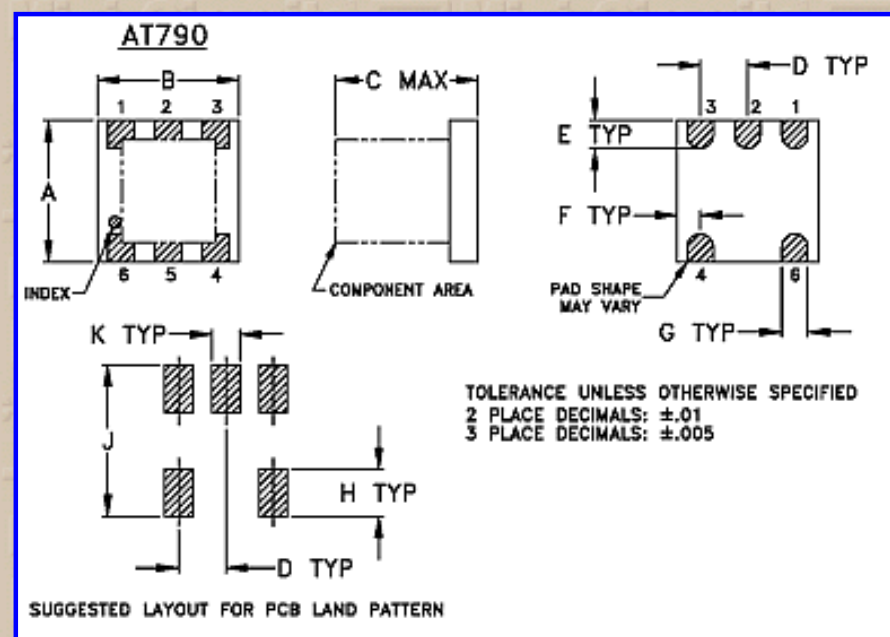 AT790
B
C MAX
D TYP
1 2 3
3 2 1
E TYP
A
F TYP
INDEX
6 5 4
COMPONENT AREA
PAD SHAPE
MAY VARY
4 6
G TYP
K TYP
J
H TYP
D TYP
TOLERANCE UNLESS OTHERWISE SPECIFIED
2 PLACE DECIMALS: ±.01
3 PLACE DECIMALS: ±.005
SUGGESTED LAYOUT FOR PCB LAND PATTERN